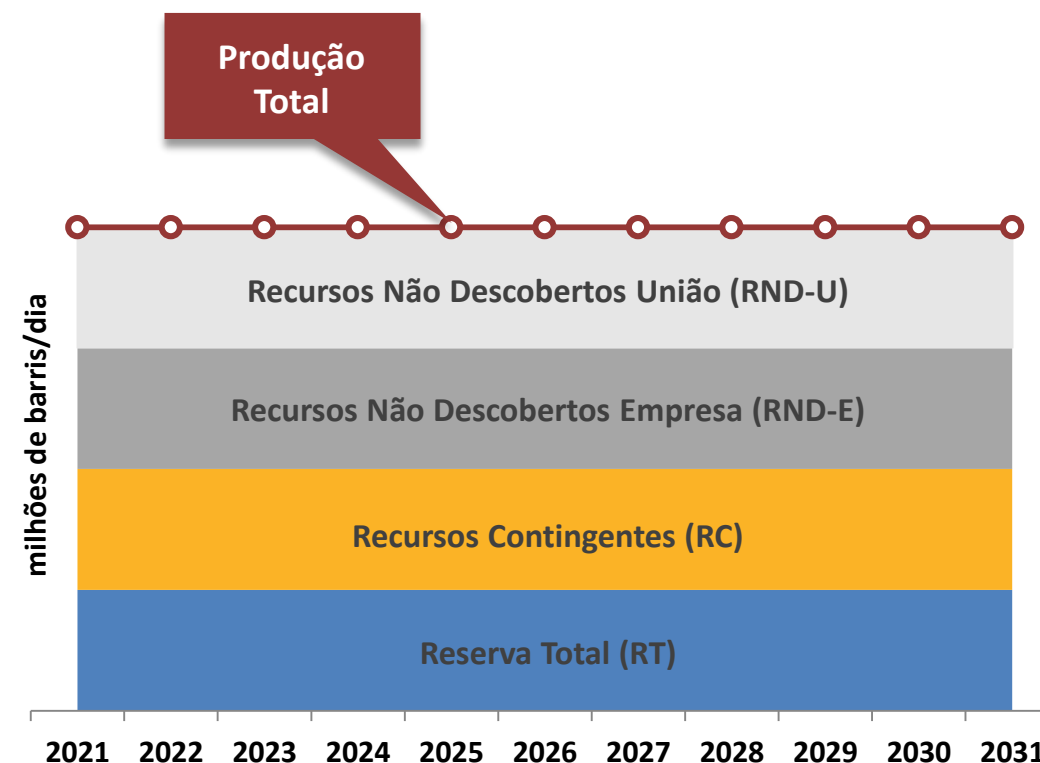 Produção
Total
milhões de barris/dia
Recursos Não Descobertos União (RND-U)
Recursos Não Descobertos Empresa (RND-E)
Recursos Contingentes (RC)
Reserva Total (RT)
2021 2022 2023 2024 2025 2026 2027 2028 2029 2030 2031